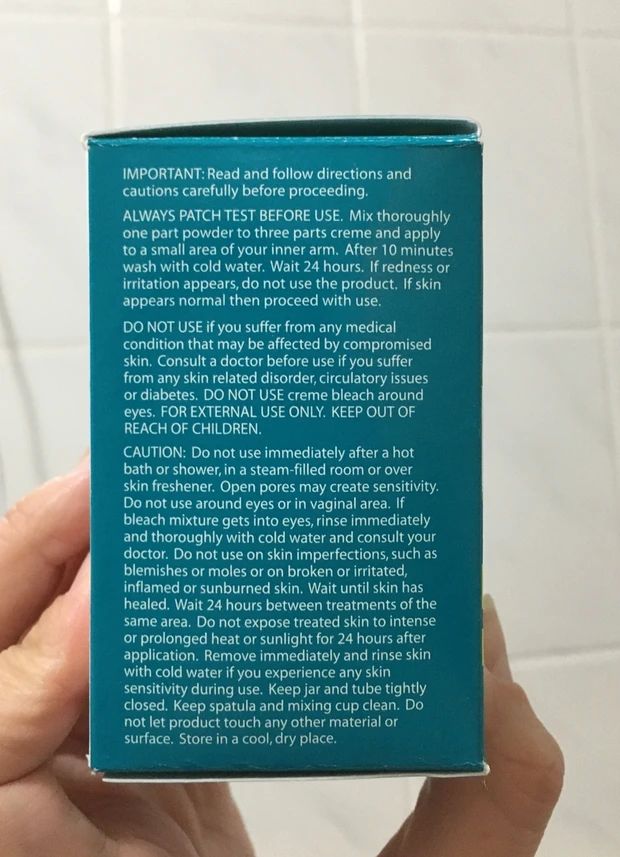 IMPORTANT: Read and follow directions and
cautions carefully before proceeding.
ALWAYS PATCH TEST BEFORE USE. Mix thoroughly
one part powder to three parts creme and apply
to a small area of your inner arm. After 10 minutes
wash with cold water. Wait 24 hours. If redness or
irritation appears, do not use the product. If skin
appears normal then proceed with use.
DO NOT USE if you suffer from any medical
condition that may be affected by compromised
skin. Consult a doctor before use if you suffer
from any skin related disorder, circulatory issues
or diabetes. DO NOT USE creme bleach around
eyes. FOR EXTERNAL USE ONLY. KEEP OUT OF
REACH OF CHILDREN.
CAUTION: Do not use immediately after a hot
bath or shower, in a steam-filled room or over
skin freshener. Open pores may create sensitivity.
Do not use around eyes or in vaginal area. If
bleach mixture gets into eyes, rinse immediately
and thoroughly with cold water and consult your
doctor. Do not use on skin imperfections, such as
blemishes or moles or on broken or irritated,
inflamed or sunburned skin. Wait until skin has
healed. Wait 24 hours between treatments of the
same area. Do not expose treated skin to intense
or prolonged heat or sunlight for 24 hours after
application. Remove immediately and rinse skin
with cold water if you experience any skin
sensitivity during use. Keep jar and tube tightly
closed. Keep spatula and mixing cup clean. Do
not let product touch any other material or
surface. Store in a cool, dry place.